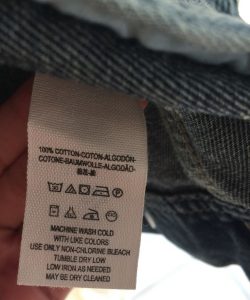 100% COTTON-COTTON-ALGODÓN-
COTONE-BAUMWOLLE-ALGODÃO-
MACHINE WASH COLD
WITH LIKE COLORS
USE ONLY NON-CHLORINE BLEACH
TUMBLE DRY LOW
LOW IRON AS NEEDED
MAY BE DRY CLEANED